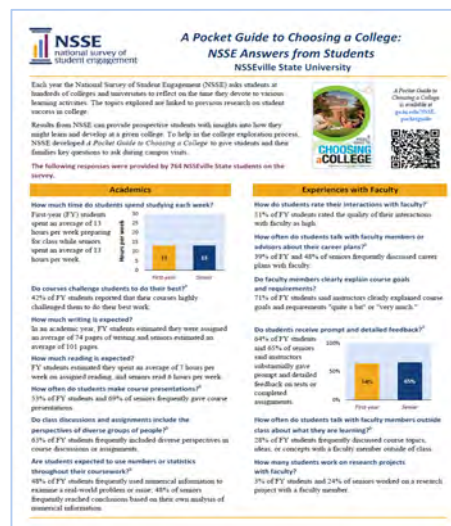 NSSE
national survey of
student engagement
A Pocket Guide to Choosing a College:
NSSE Answers from Students
NSSEville State University
Each year the National Survey of Student Engagement (NSSE) asks students at
hundreds of colleges and universities to reflect on the time they devote to various
learning activities. The topics explored are linked to previous research on student
success in college.
Results from NSSE can provide prospective students with insights into how they
might learn and develop at a given college. To help in the college exploration process,
NSSE developed A Pocket Guide to Choosing a College to give students and their
families key questions to ask during campus visits.
The following responses were provided by 764 NSSEville State students on the
survey.
CHOOSING
a COLLEGE
A Pocket Guide to
Choosing a College
is available at
Academics
How much time do students spend studying each week?
First-year (FY) students
spent an average of 13
hours per week preparing
for class while seniors
spent an average of 13
hours per week.
Hours per week
30
25
20
15
10
5
0
13
13
First-year
Senior
Do courses challenge students to do their best?
42% of FY students reported that their courses highly
challenged them to do their best work.
How much writing is expected?
In an academic year, FY students estimated they were assigned
an average of 74 pages of writing and seniors estimated an
average of 101 pages.
How much reading is expected?
FY students estimated they spent an average of 7 hours per
week on assigned reading, and seniors read 6 hours per week.
How often do students make course presentations?
53% of FY students and 69% of seniors frequently gave course
presentations.
Do class discussions and assignments include the
perspectives of diverse groups of people?
63% of FY students frequently included diverse perspectives in
course discussions or assignments.
Are students expected to use numbers or statistics
throughout their coursework?
48% of FY students frequently used numerical information to
examine a real-world problem or issue; 48% of seniors
frequently reached conclusions based on their own analysis of
numerical information.
Experiences with Faculty
How do students rate their interactions with faculty?
51% of FY students rated the quality of their interactions
with faculty as high.
How often do students talk with faculty members or
advisors about their career plans?
39% of FY and 48% of seniors frequently discussed career
plans with faculty.
Do faculty members clearly explain course goals
and requirements?
71% of FY students said instructors clearly explained course
goals and requirements "quite a bit" or "very much."
Do students receive prompt and detailed feedback?
64% of FY students
and 65% of seniors
said instructors
substantially gave
prompt and detailed
feedback on tests or
completed
assignments.
100%
50%
0%
64%
65%
First-year
Senior
How often do students talk with faculty members outside
class about what they are learning?
28% of FY students frequently discussed course topics,
ideas, or concepts with a faculty member outside of class.
How many students work on research projects
with faculty?
3% of FY students and 24% of seniors worked on a research
project with a faculty member.